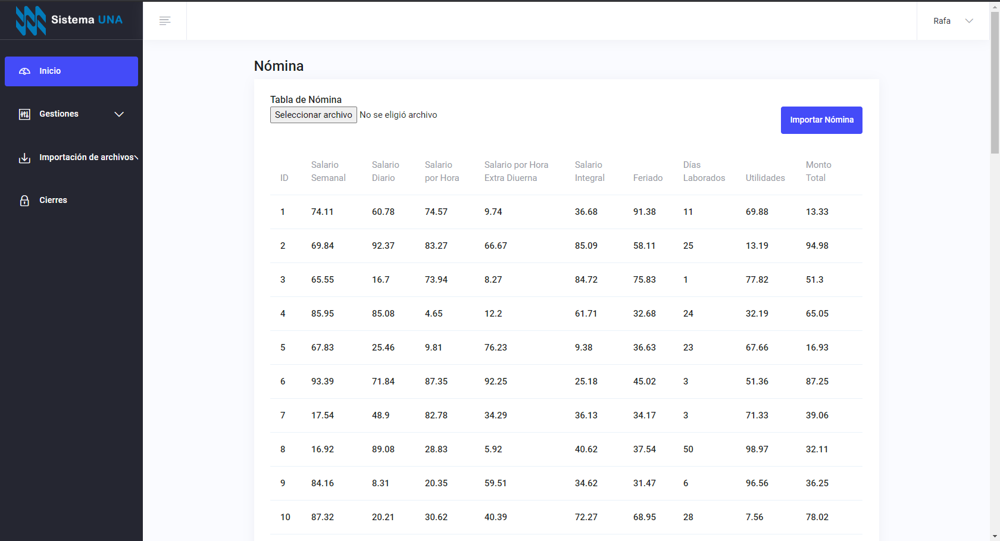 Sistema UNA
Rafa
Inicio
Gestiones
Importación de archivos
Cierres
Nómina
Tabla de Nómina
Seleccionar archivo No se eligió archivo
Importar Nómina
ID Salario Semanal Salario Diario Salario por Hora Salario por Hora Extra Diuerna Salario Integral Feriado Días Laborados Utilidades Monto Total
1 74.11 60.78 74.57 9.74 36.68 91.38 11 69.88 13.33
2 69.84 92.37 83.27 66.67 85.09 58.11 25 13.19 94.98
3 65.55 16.7 73.94 8.27 84.72 75.83 1 77.82 51.3
4 85.95 85.08 4.65 12.2 61.71 32.68 24 32.19 65.05
5 67.83 25.46 9.81 76.23 9.38 36.63 23 67.66 16.93
6 93.39 71.84 87.35 92.25 25.18 45.02 3 51.36 87.25
7 17.54 48.9 82.78 34.29 36.13 34.17 3 71.33 39.06
8 16.92 89.08 28.83 5.92 40.62 37.54 50 98.97 32.11
9 84.16 8.31 20.35 59.51 34.62 31.47 6 96.56 36.25
10 87.32 20.21 30.62 40.39 72.27 68.95 28 7.56 78.02